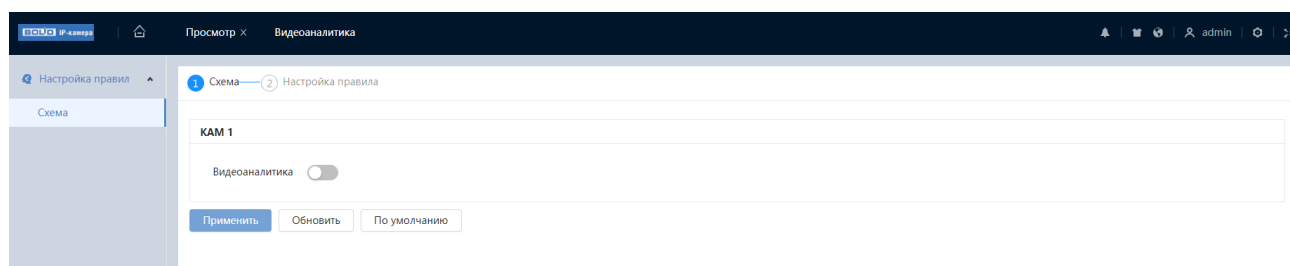 BOLID IP-камера Просмотр × Видеоаналитика admin
Настройка правил 1 Схема 2 Настройка правила
Схема
КАМ 1
Видеоаналитика
Применить Обновить По умолчанию